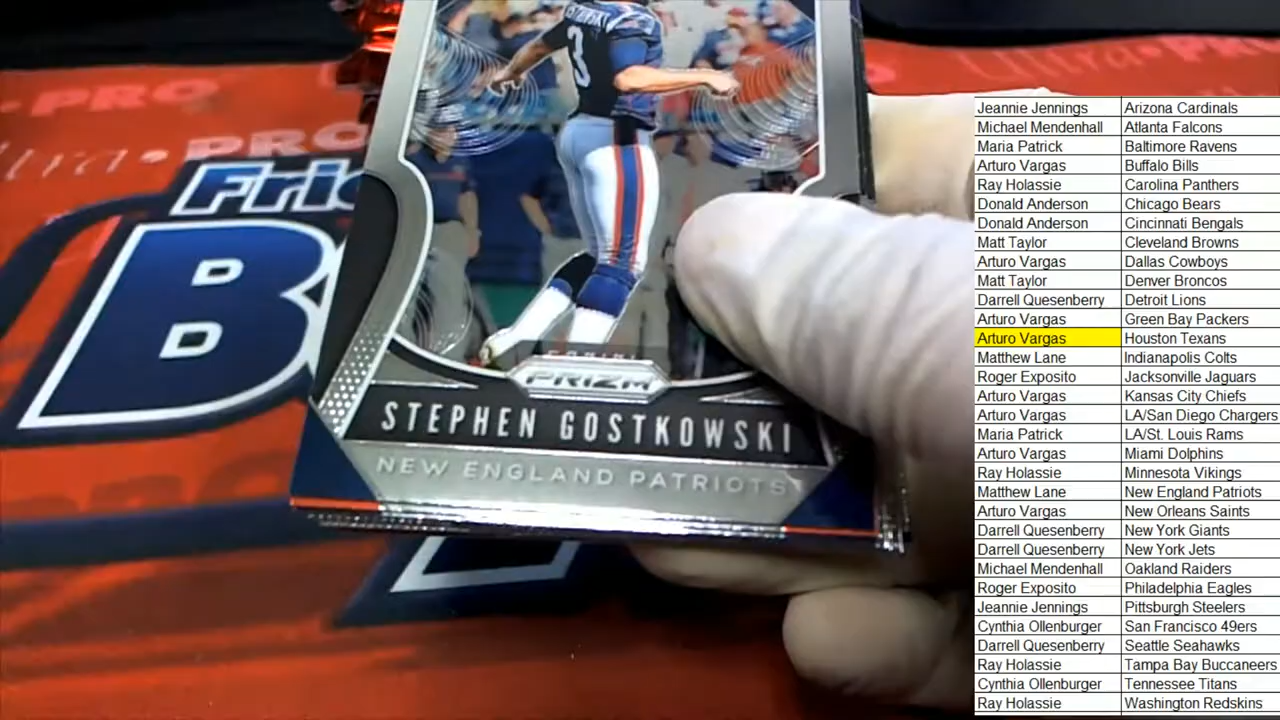 PRO
Ultra PRO
PRO
Fri
B
3
PANINI
PRIZM
STEPHEN GOSTKOWSKI
NEW ENGLAND PATRIOTS
Jeannie Jennings Arizona Cardinals
Michael Mendenhall Atlanta Falcons
Maria Patrick Baltimore Ravens
Arturo Vargas Buffalo Bills
Ray Holassie Carolina Panthers
Donald Anderson Chicago Bears
Donald Anderson Cincinnati Bengals
Matt Taylor Cleveland Browns
Arturo Vargas Dallas Cowboys
Matt Taylor Denver Broncos
Darrell Quesenberry Detroit Lions
Arturo Vargas Green Bay Packers
Arturo Vargas Houston Texans
Matthew Lane Indianapolis Colts
Roger Exposito Jacksonville Jaguars
Arturo Vargas Kansas City Chiefs
Arturo Vargas LA/San Diego Chargers
Maria Patrick LA/St. Louis Rams
Arturo Vargas Miami Dolphins
Ray Holassie Minnesota Vikings
Matthew Lane New England Patriots
Arturo Vargas New Orleans Saints
Darrell Quesenberry New York Giants
Darrell Quesenberry New York Jets
Michael Mendenhall Oakland Raiders
Roger Exposito Philadelphia Eagles
Jeannie Jennings Pittsburgh Steelers
Cynthia Ollenburger San Francisco 49ers
Darrell Quesenberry Seattle Seahawks
Ray Holassie Tampa Bay Buccaneers
Cynthia Ollenburger Tennessee Titans
Ray Holassie Washington Redskins